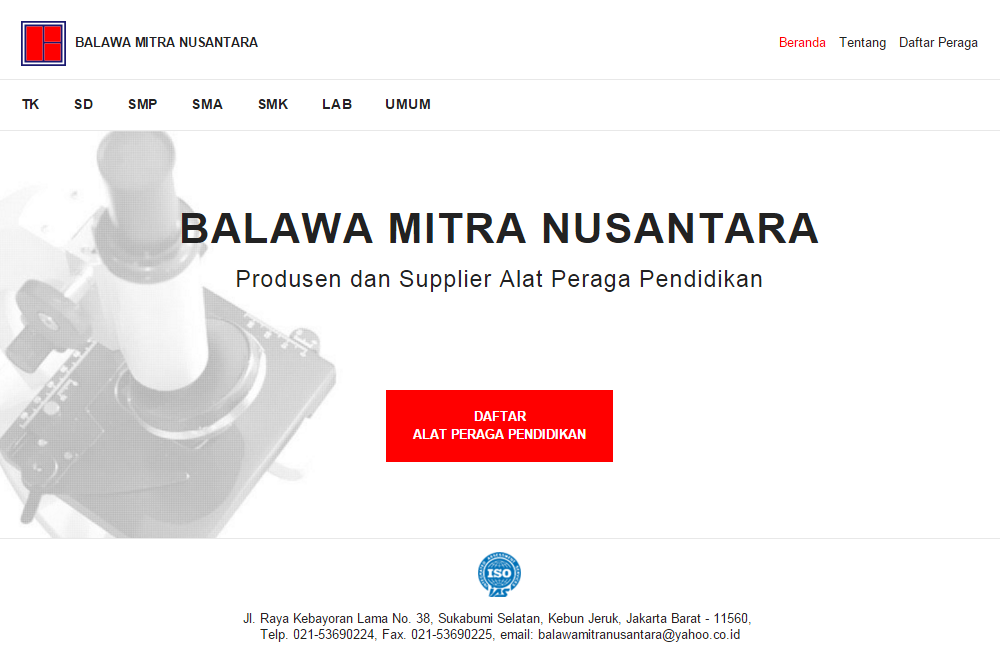 BALAWA MITRA NUSANTARA
Beranda Tentang Daftar Peraga
TK SD SMP SMA SMK LAB UMUM
BALAWA MITRA NUSANTARA
Produsen dan Supplier Alat Peraga Pendidikan
DAFTAR
ALAT PERAGA PENDIDIKAN
ISO
Jl. Raya Kebayoran Lama No. 38, Sukabumi Selatan, Kebun Jeruk, Jakarta Barat - 11560,
Telp. 021-53690224, Fax. 021-53690225, email: balawamitranusantara@yahoo.co.id